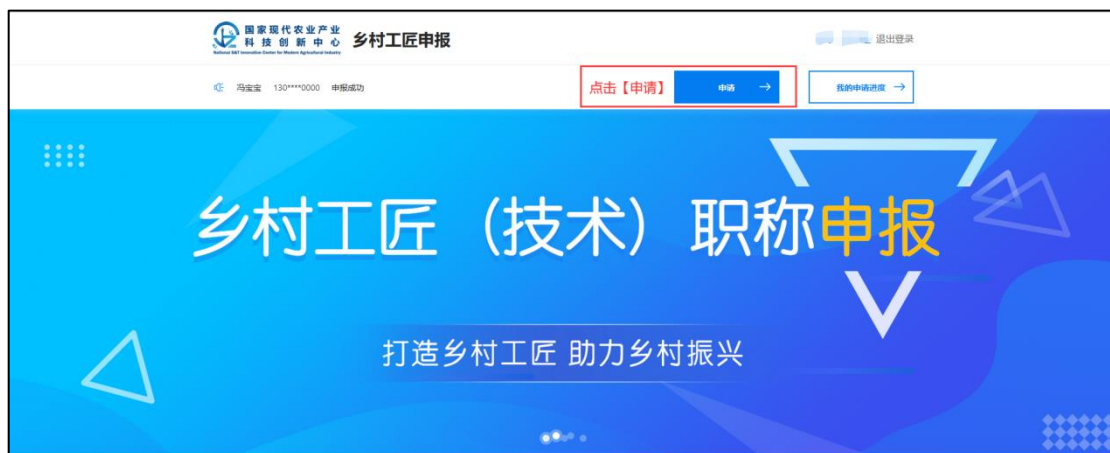 国家现代农业产业
科技创新中心
National S&T Innovation Center for Modern Agricultural Industry
乡村工匠申报
退出登录
冯宝宝 130****0000 申报成功
点击【申请】
申请 →
我的申请进度 →
乡村工匠（技术）职称申报
打造乡村工匠 助力乡村振兴